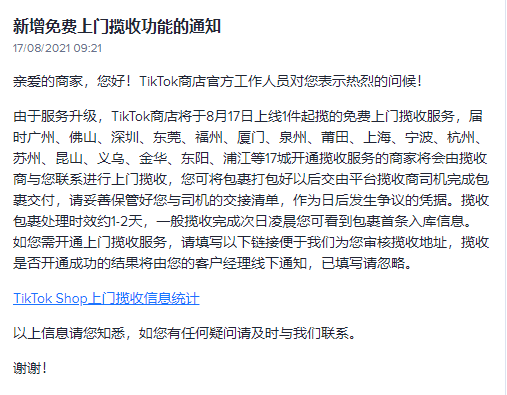 新增免费上门揽收功能的通知
17/08/2021 09:21
亲爱的商家，您好！TikTok商店官方工作人员对您表示热烈的问候！
由于服务升级，TikTok商店将于8月17日上线1件起揽的免费上门揽收服务，届
时广州、佛山、深圳、东莞、福州、厦门、泉州、莆田、上海、宁波、杭州、
苏州、昆山、义乌、金华、东阳、浦江等17城开通揽收服务的商家将会由揽收
商与您联系进行上门揽收，您可将包裹打包好以后交由平台揽收商司机完成包
裹交付，请妥善保管好您与司机的交接清单，作为日后发生争议的凭据。揽收
包裹处理时效约1-2天，一般揽收完成次日凌晨您可看到包裹首条入库信息。
如您需开通上门揽收服务，请填写以下链接便于我们为您审核揽收地址，揽收
是否开通成功的结果将由您的客户经理线下通知，已填写请忽略。
TikTok Shop上门揽收信息统计
以上信息请您知悉，如您有任何疑问请及时与我们联系。
谢谢！